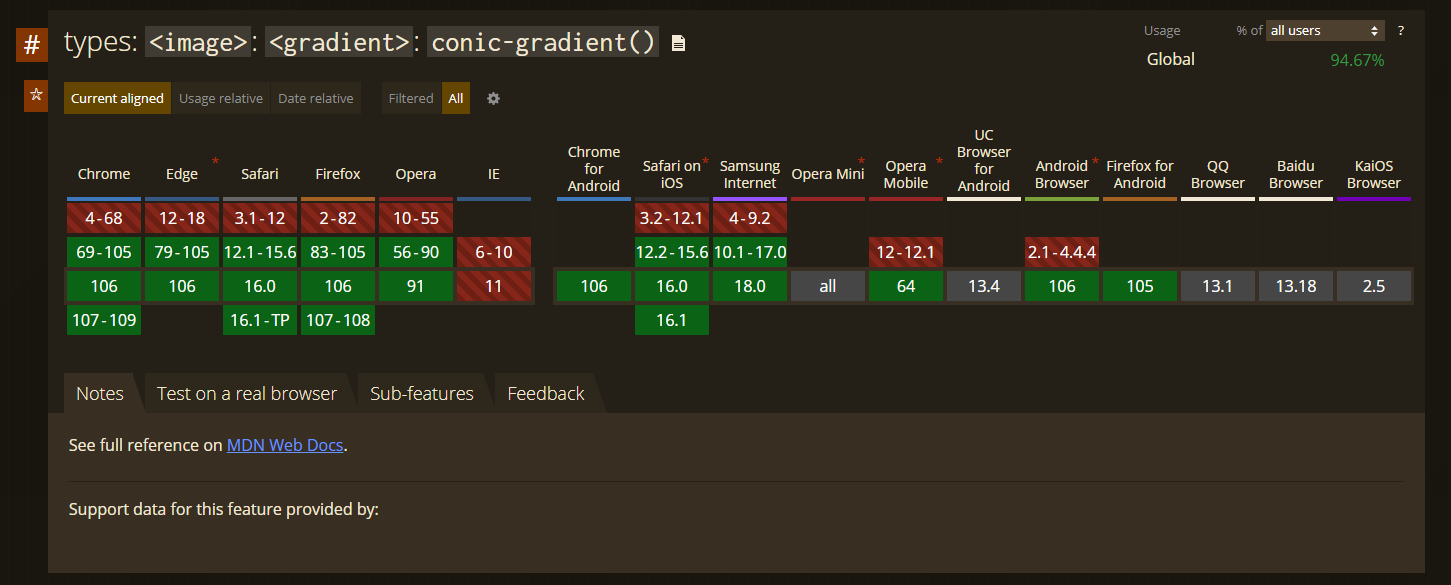 # types: <image>: <gradient>: conic-gradient()
Usage % of all users ?
Global 94.67%
Current aligned Usage relative Date relative Filtered All
Chrome Edge * Safari Firefox Opera IE Chrome for Android Safari on iOS * Samsung Internet Opera Mini * Opera Mobile * UC Browser for Android Android Browser * Firefox for Android QQ Browser Baidu Browser KaiOS Browser
4-68 12-18 3.1-12 2-82 10-55 3.2-12.1 4-9.2
69-105 79-105 12.1-15.6 83-105 56-90 6-10 12.2-15.6 10.1-17.0 12-12.1 2.1-4.4.4
106 106 16.0 106 91 11 106 16.0 18.0 all 64 13.4 106 105 13.1 13.18 2.5
107-109 16.1-TP 107-108 16.1
Notes Test on a real browser Sub-features Feedback
See full reference on MDN Web Docs.
Support data for this feature provided by: